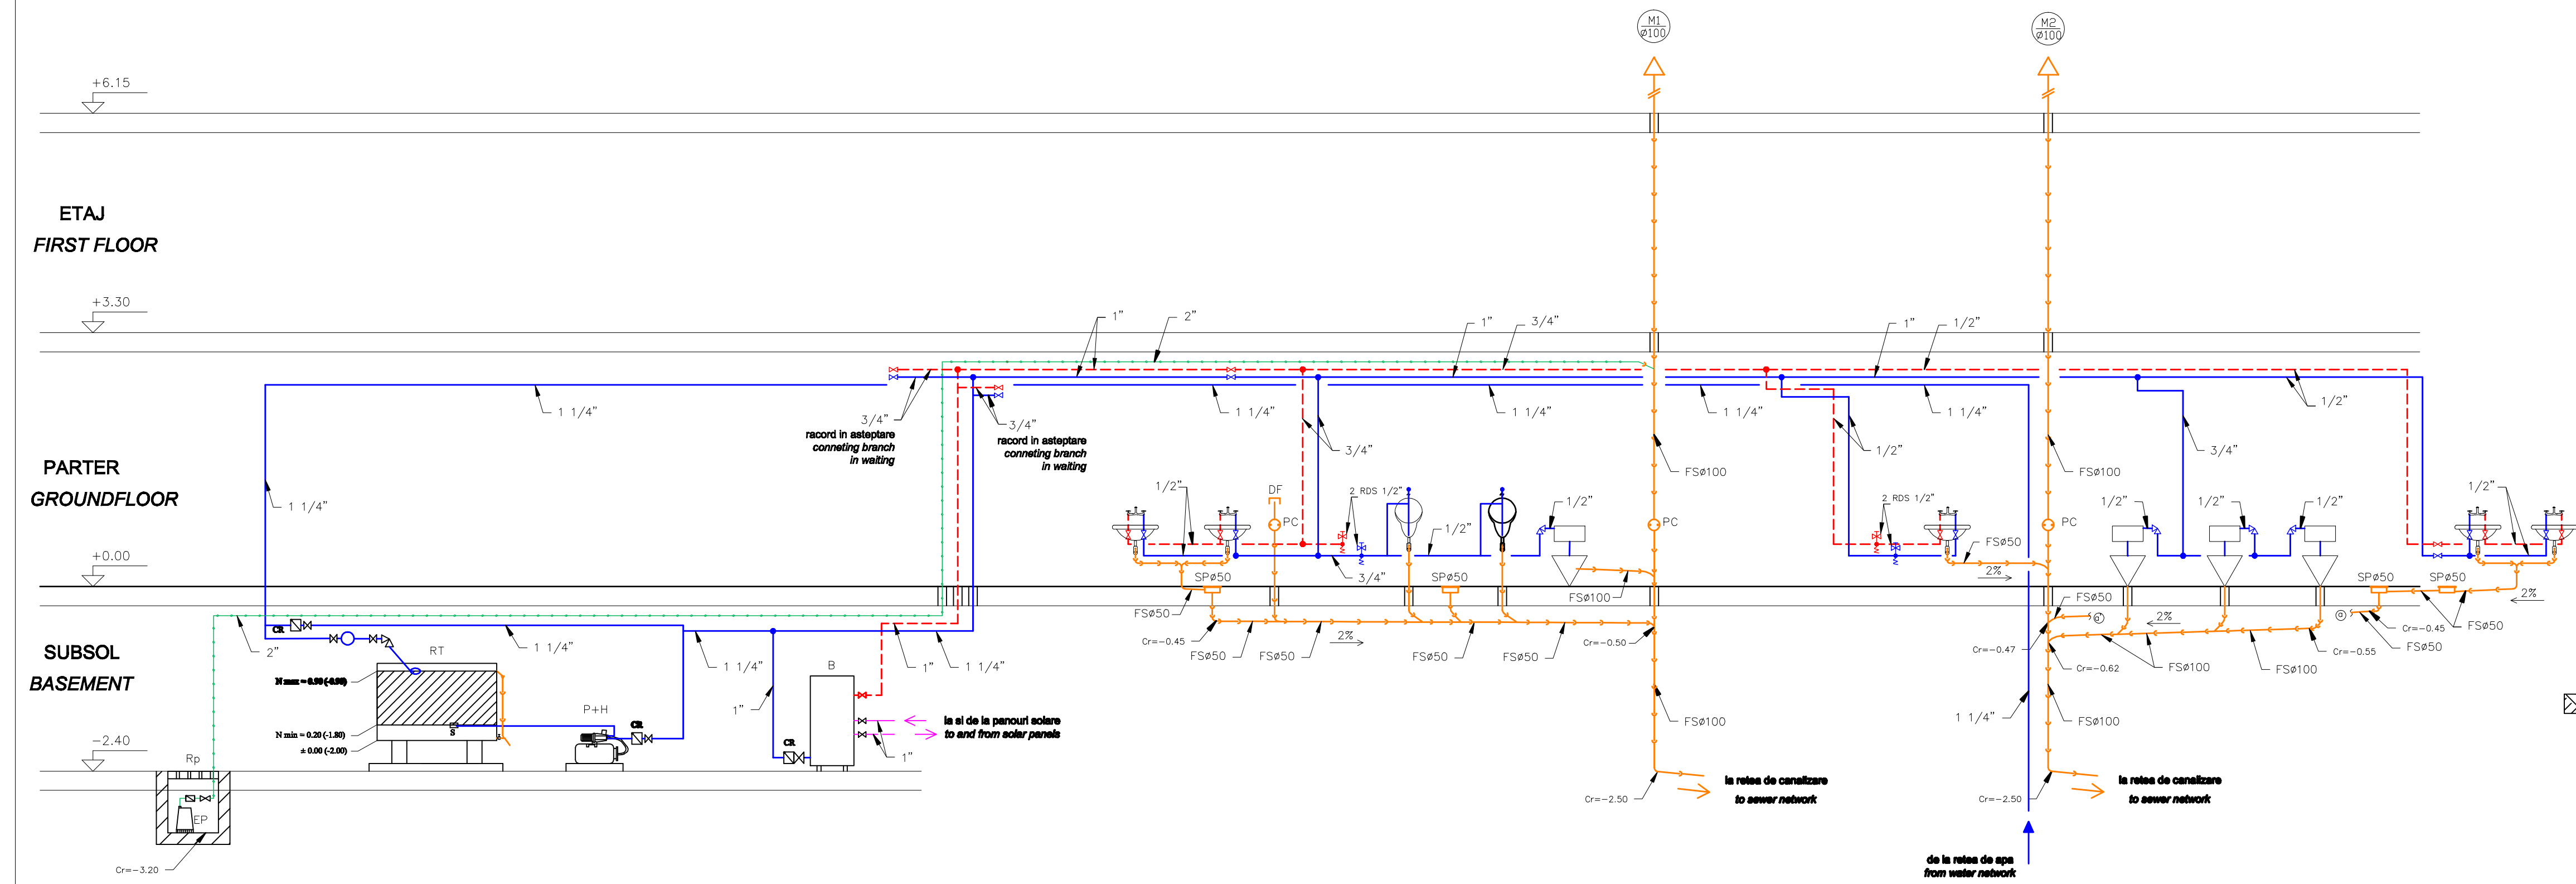 M1
ø100
M2
ø100
+6.15
ETAJ
FIRST FLOOR
+3.30
1"
2"
1"
3/4"
1"
1/2"
1 1/4"
3/4"
racord in asteptare
conneting branch
in waiting
3/4"
racord in asteptare
conneting branch
in waiting
1 1/4"
1 1/4"
1 1/4"
1 1/4"
1/2"
3/4"
1/2"
3/4"
PARTER
GROUNDFLOOR
1 1/4"
FSø100
FSø100
1/2"
DF
PC
2 RDS 1/2"
1/2"
1/2"
PC
2 RDS 1/2"
FSø50
PC
1/2"
1/2"
1/2"
1/2"
+0.00
3/4"
2%
SPø50
SPø50
SPø50
SPø50
FSø50
FSø100
FSø50
2%
2%
2%
CR
2"
1 1/4"
1 1/4"
1"
1 1/4"
Cr=-0.45
FSø50
FSø50
2%
FSø50
FSø50
Cr=-0.50
Cr=-0.47
Cr=-0.62
FSø100
FSø100
Cr=-0.55
Cr=-0.45
FSø50
FSø50
SUBSOL
BASEMENT
RT
N max = 0.90 (-0.90)
N min = 0.20 (-1.80)
± 0.00 (-2.00)
S
P+H
CR
1"
B
CR
la si de la panouri solare
to and from solar panels
1"
FSø100
1 1/4"
FSø100
-2.40
Rp
EP
Cr=-3.20
Cr=-2.50
la retea de canalizare
to sewer network
Cr=-2.50
la retea de canalizare
to sewer network
de la retea de apa
from water network